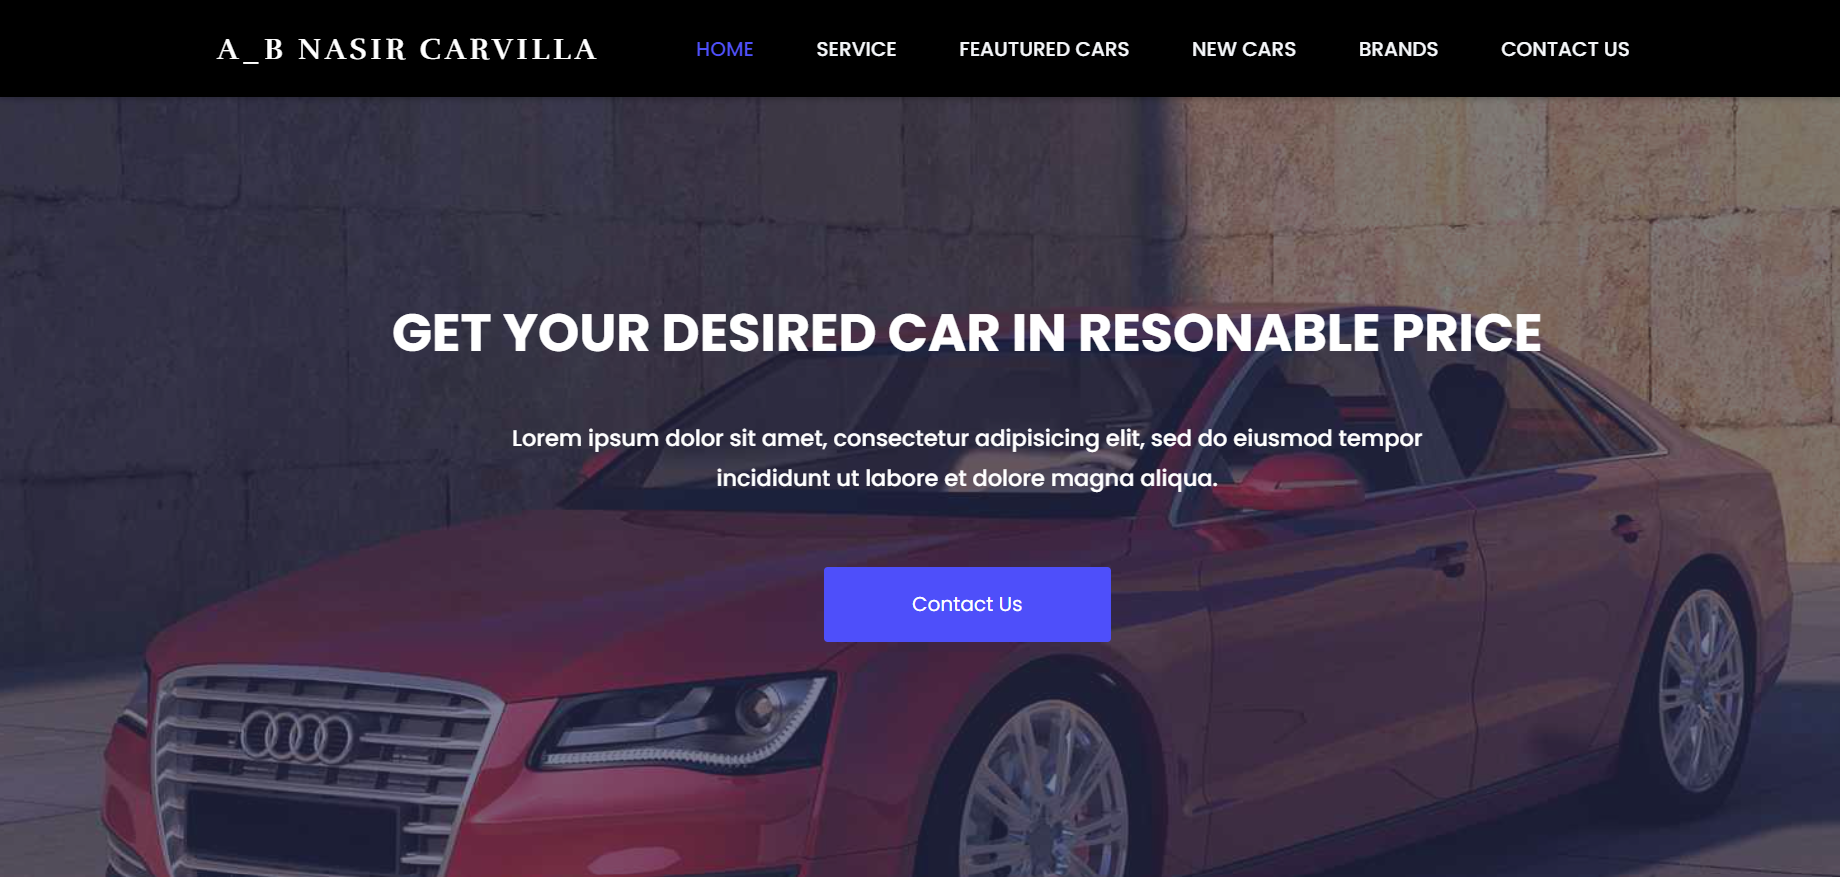 A_B NASIR CARVILLA
HOME
SERVICE
FEAUTURED CARS
NEW CARS
BRANDS
CONTACT US
GET YOUR DESIRED CAR IN RESONABLE PRICE
Lorem ipsum dolor sit amet, consectetur adipisicing elit, sed do eiusmod tempor
incididunt ut labore et dolore magna aliqua.
Contact Us